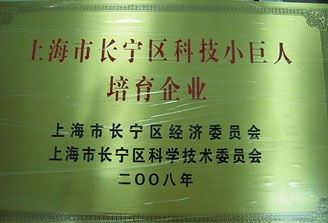 上海市长宁区科技小巨人
培育企业
上海市长宁区经济委员会
上海市长宁区科学技术委员会
二〇〇八年